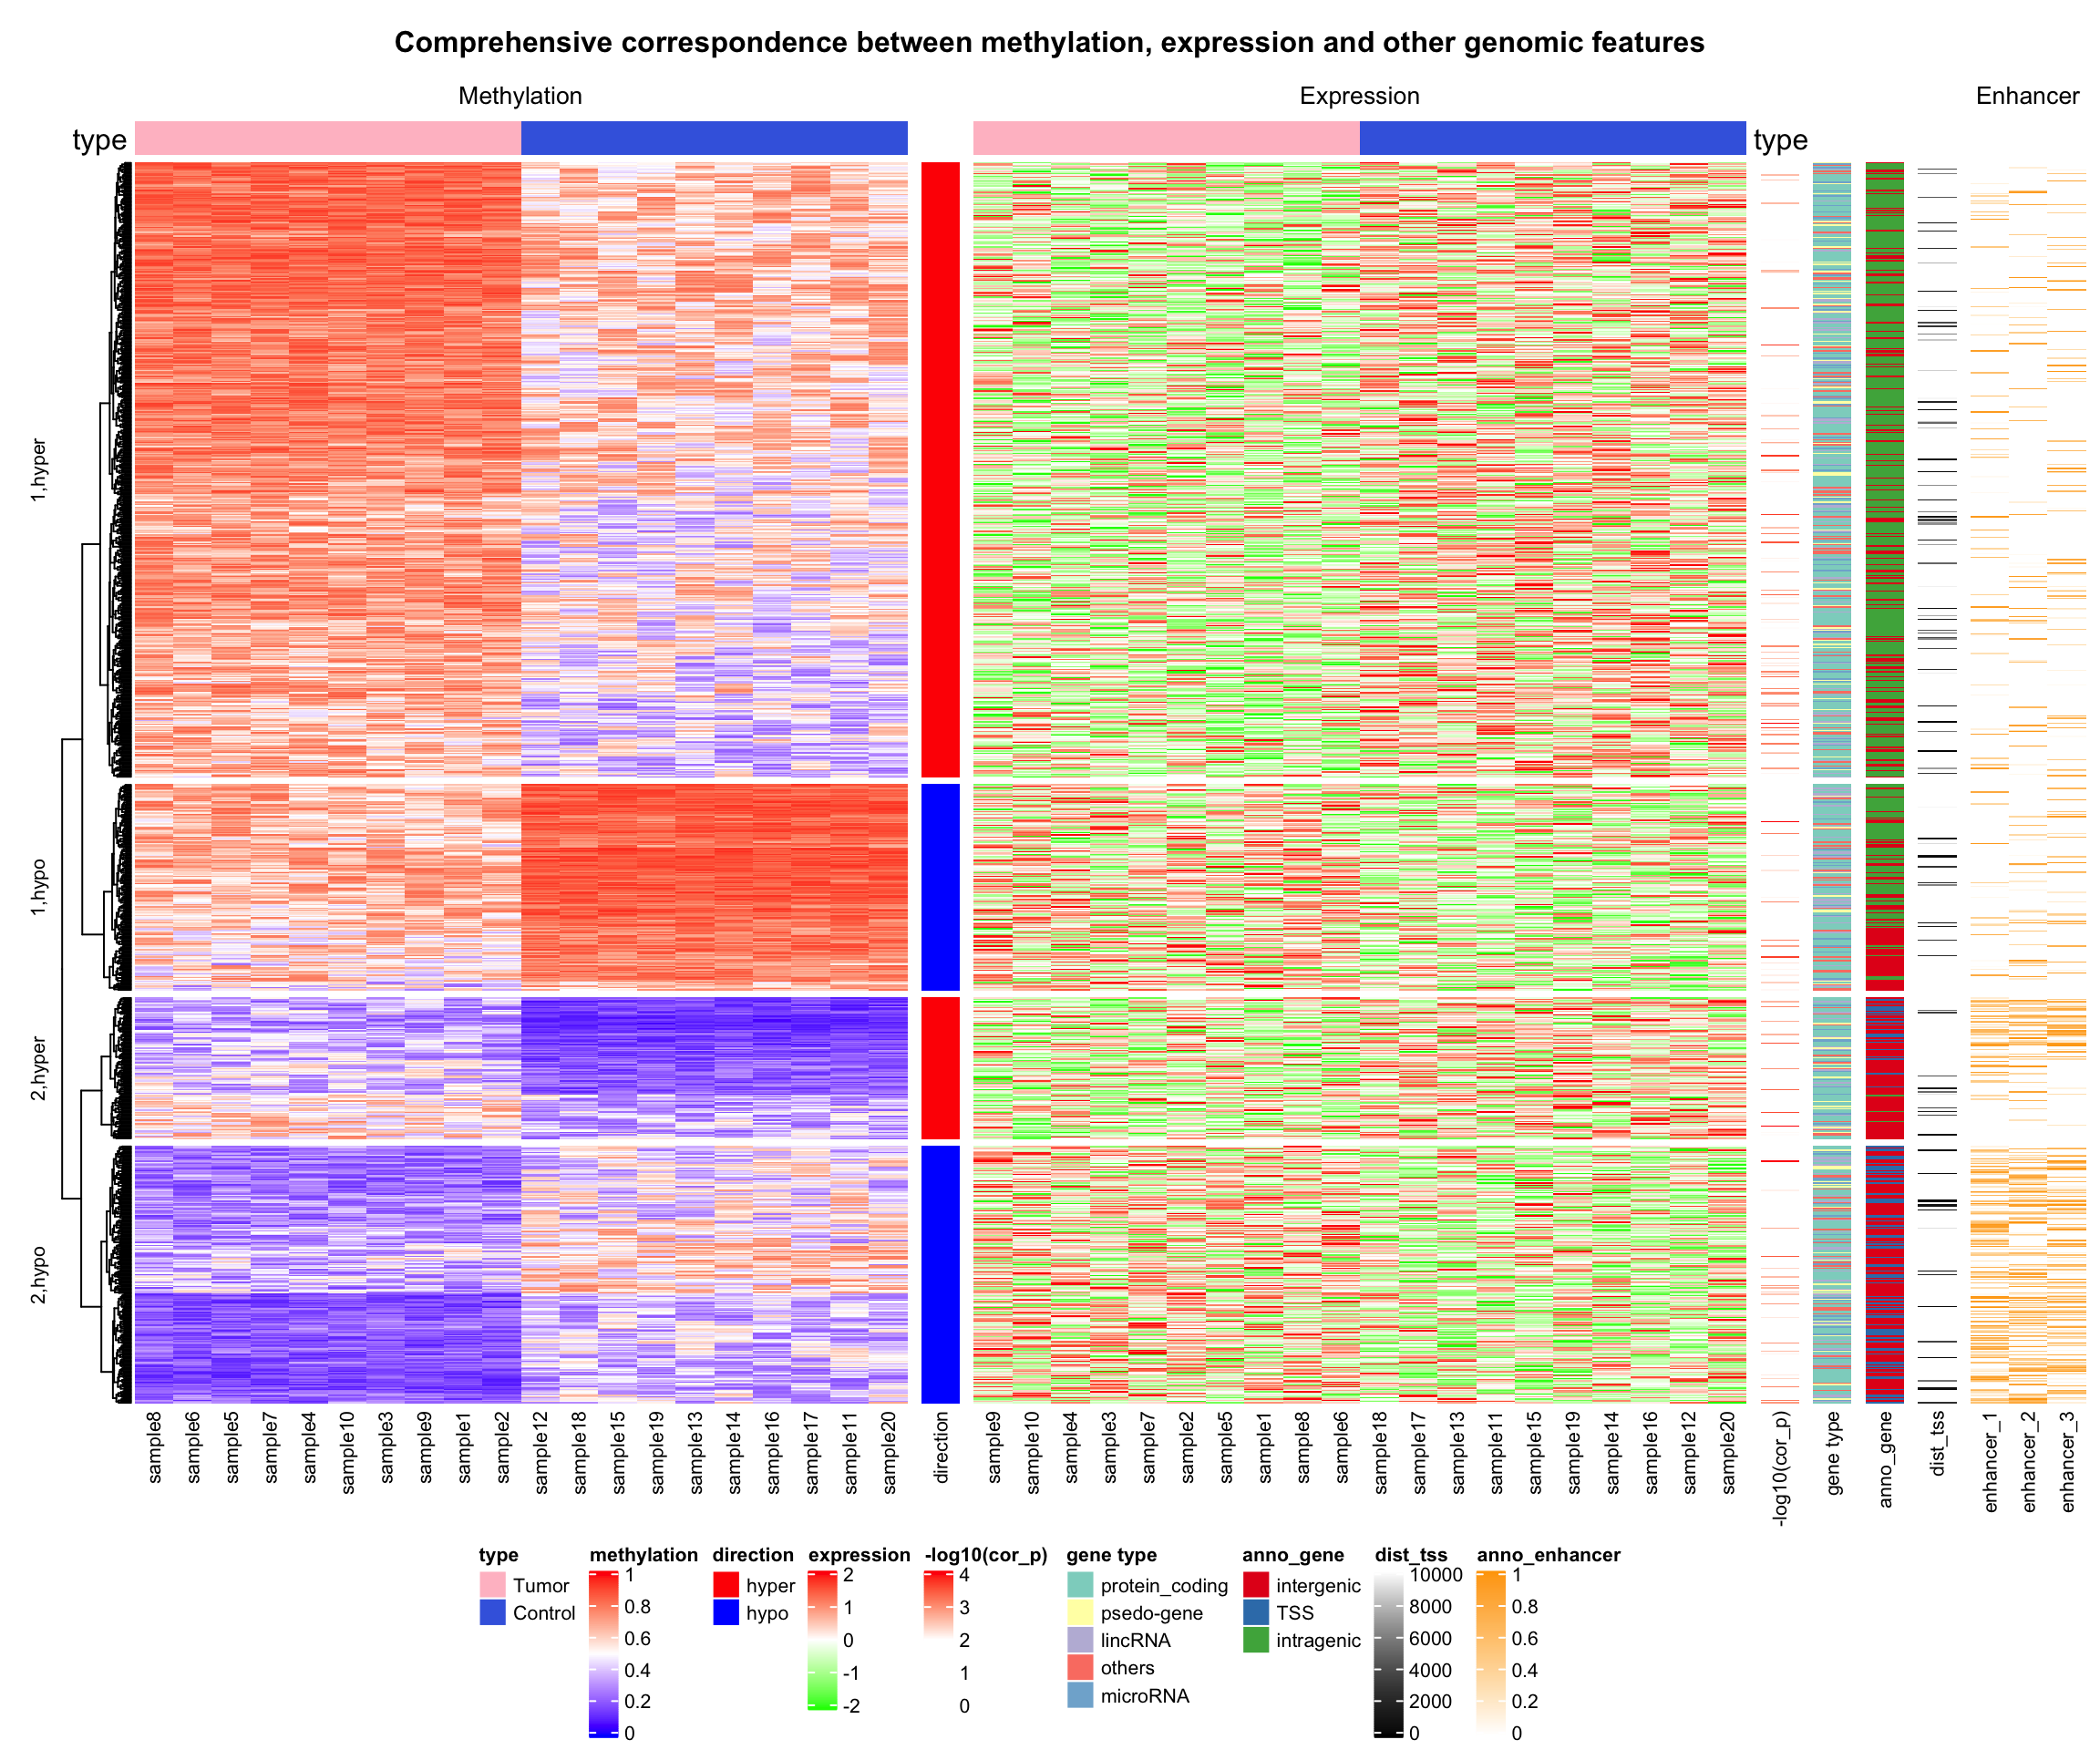 Comprehensive correspondence between methylation, expression and other genomic features
Methylation
Expression
Enhancer
type
type
1,hyper
1,hypo
2,hyper
2,hypo
sample8
sample6
sample5
sample7
sample4
sample10
sample3
sample9
sample1
sample2
sample12
sample18
sample15
sample19
sample13
sample14
sample16
sample17
sample11
sample20
direction
sample9
sample10
sample4
sample3
sample7
sample2
sample5
sample1
sample8
sample6
sample18
sample17
sample13
sample11
sample15
sample19
sample14
sample16
sample12
sample20
-log10(cor_p)
gene type
anno_gene
dist_tss
enhancer_1
enhancer_2
enhancer_3
type
Tumor
Control
methylation
1
0.8
0.6
0.4
0.2
0
direction
hyper
hypo
expression
2
1
0
-1
-2
-log10(cor_p)
4
3
2
1
0
gene type
protein_coding
psedo-gene
lincRNA
others
microRNA
anno_gene
intergenic
TSS
intragenic
dist_tss
10000
8000
6000
4000
2000
0
anno_enhancer
1
0.8
0.6
0.4
0.2
0